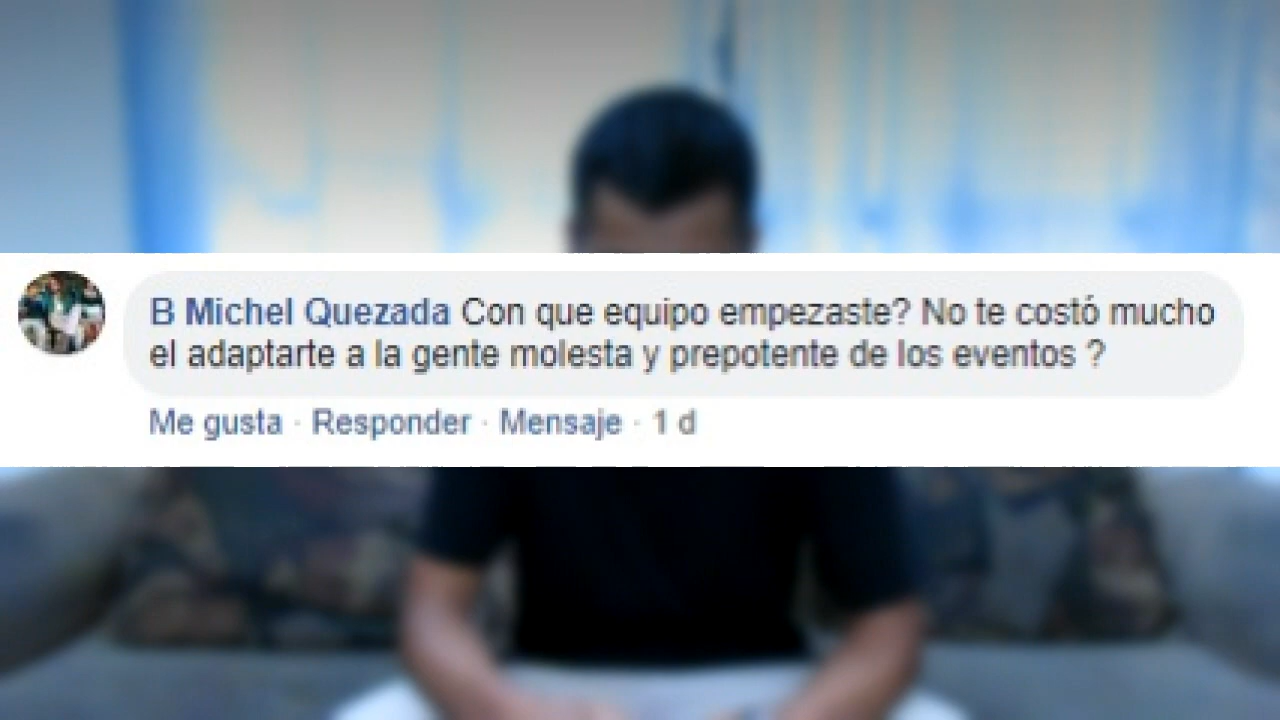 B Michel Quezada Con que equipo empezaste? No te costó mucho
el adaptarte a la gente molesta y prepotente de los eventos ?
Me gusta · Responder · Mensaje · 1 d